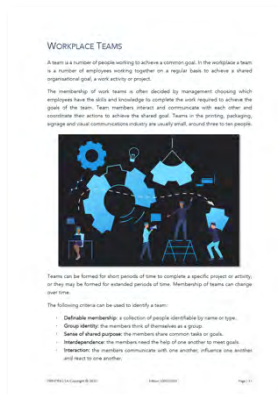 WORKPLACE TEAMS
A team is a number of people working to achieve a common goal. In the workplace a team
is a number of employees working together on a regular basis to achieve a shared
organisational goal, a work activity or project.
The membership of work teams is often decided by management choosing which
employees have the skills and knowledge to complete the work required to achieve the
goals of the team. Team members interact and communicate with each other and
coordinate their actions to achieve the shared goal. Teams in the printing, packaging,
signage and visual communications industry are usually small, around three to ten people.
Teams can be formed for short periods of time to complete a specific project or activity,
or they may be formed for extended periods of time. Membership of teams can change
over time.
The following criteria can be used to identify a team:
Definable membership: a collection of people identifiable by name or type.
Group identity: the members think of themselves as a group.
Sense of shared purpose: the members share common tasks or goals.
Interdependence: the members need the help of one another to meet goals.
Interaction: the members communicate with one another, influence one another
and react to one another.
Page